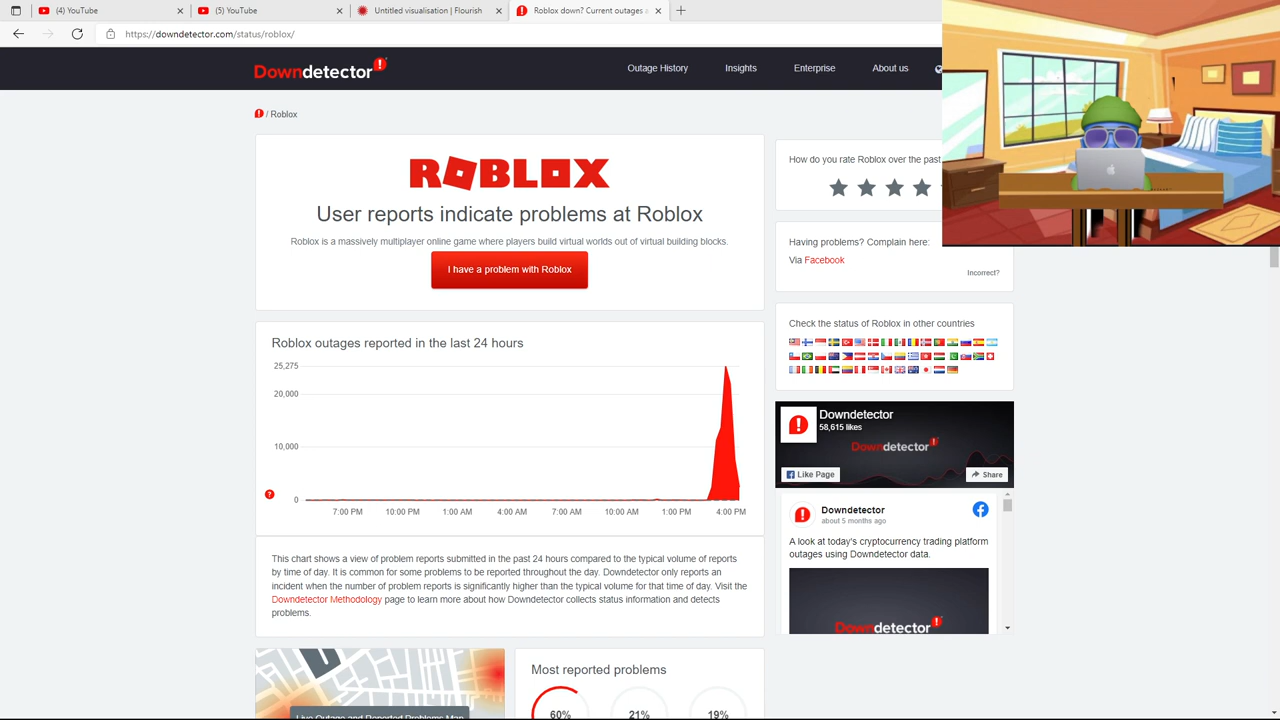 (4) YouTube
(5) YouTube
Untitled visualisation | Flourish
Roblox down? Current outages a
https://downdetector.com/status/roblox/
Downdetector
Outage History
Insights
Enterprise
About us
/ Roblox
ROBLOX
User reports indicate problems at Roblox
Roblox is a massively multiplayer online game where players build virtual worlds out of virtual building blocks.
I have a problem with Roblox
How do you rate Roblox over the past
Having problems? Complain here:
Via Facebook
Incorrect?
Check the status of Roblox in other countries
Roblox outages reported in the last 24 hours
25,275
20,000
10,000
0
7:00 PM 10:00 PM 1:00 AM 4:00 AM 7:00 AM 10:00 AM 1:00 PM 4:00 PM
Downdetector
58,615 likes
Downdetector
Like Page
Share
Downdetector
about 5 months ago
A look at today's cryptocurrency trading platform
outages using Downdetector data.
Downdetector
This chart shows a view of problem reports submitted in the past 24 hours compared to the typical volume of reports
by time of day. It is common for some problems to be reported throughout the day. Downdetector only reports an
incident when the number of problem reports is significantly higher than the typical volume for that time of day. Visit the
Downdetector Methodology page to learn more about how Downdetector collects status information and detects
problems.
Live Outage and Reported Problems Map
Most reported problems
60%
21%
19%